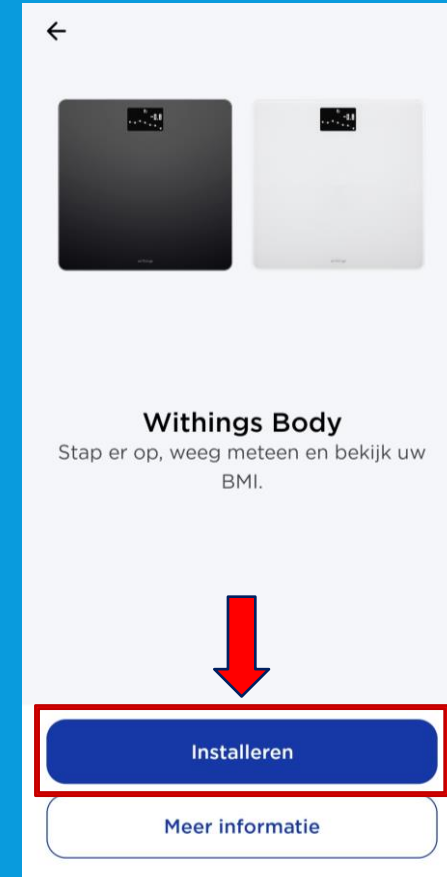 Withings Body
Stap er op, weeg meteen en bekijk uw
BMI.
Installeren
Meer informatie